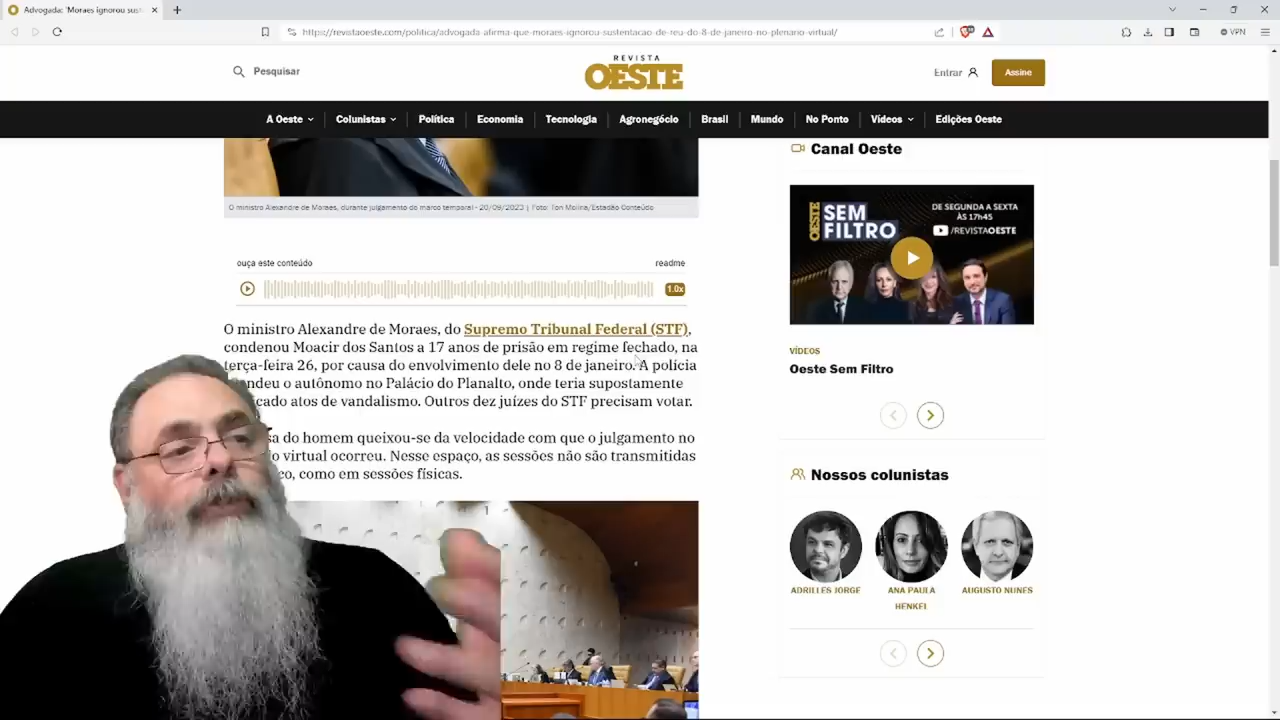 Advogada: 'Moraes ignorou sust
https://revistaoeste.com/politica/advogada-afirma-que-moraes-ignorou-sustentacao-de-reu-do-8-de-janeiro-no-plenario-virtual/
VPN
Pesquisar
REVISTA
OESTE
Entrar
Assine
A Oeste
Colunistas
Política
Economia
Tecnologia
Agronegócio
Brasil
Mundo
No Ponto
Vídeos
Edições Oeste
O ministro Alexandre de Moraes, durante julgamento do marco temporal - 20/09/2023 | Foto: Ton Molina/Estadão Conteúdo
ouça este conteúdo
readme
1.0x
O ministro Alexandre de Moraes, do Supremo Tribunal Federal (STF),
condenou Moacir dos Santos a 17 anos de prisão em regime fechado, na
terça-feira 26, por causa do envolvimento dele no 8 de janeiro. A polícia
ndeu o autônomo no Palácio do Planalto, onde teria supostamente
icado atos de vandalismo. Outros dez juízes do STF precisam votar.
sa do homem queixou-se da velocidade com que o julgamento no
o virtual ocorreu. Nesse espaço, as sessões não são transmitidas
co, como em sessões físicas.
Canal Oeste
OESTE
SEM
FILTRO
DE SEGUNDA A SEXTA
ÀS 17h45
/REVISTAOESTE
VÍDEOS
Oeste Sem Filtro
Nossos colunistas
ADRILLES JORGE
ANA PAULA
HENKEL
AUGUSTO NUNES